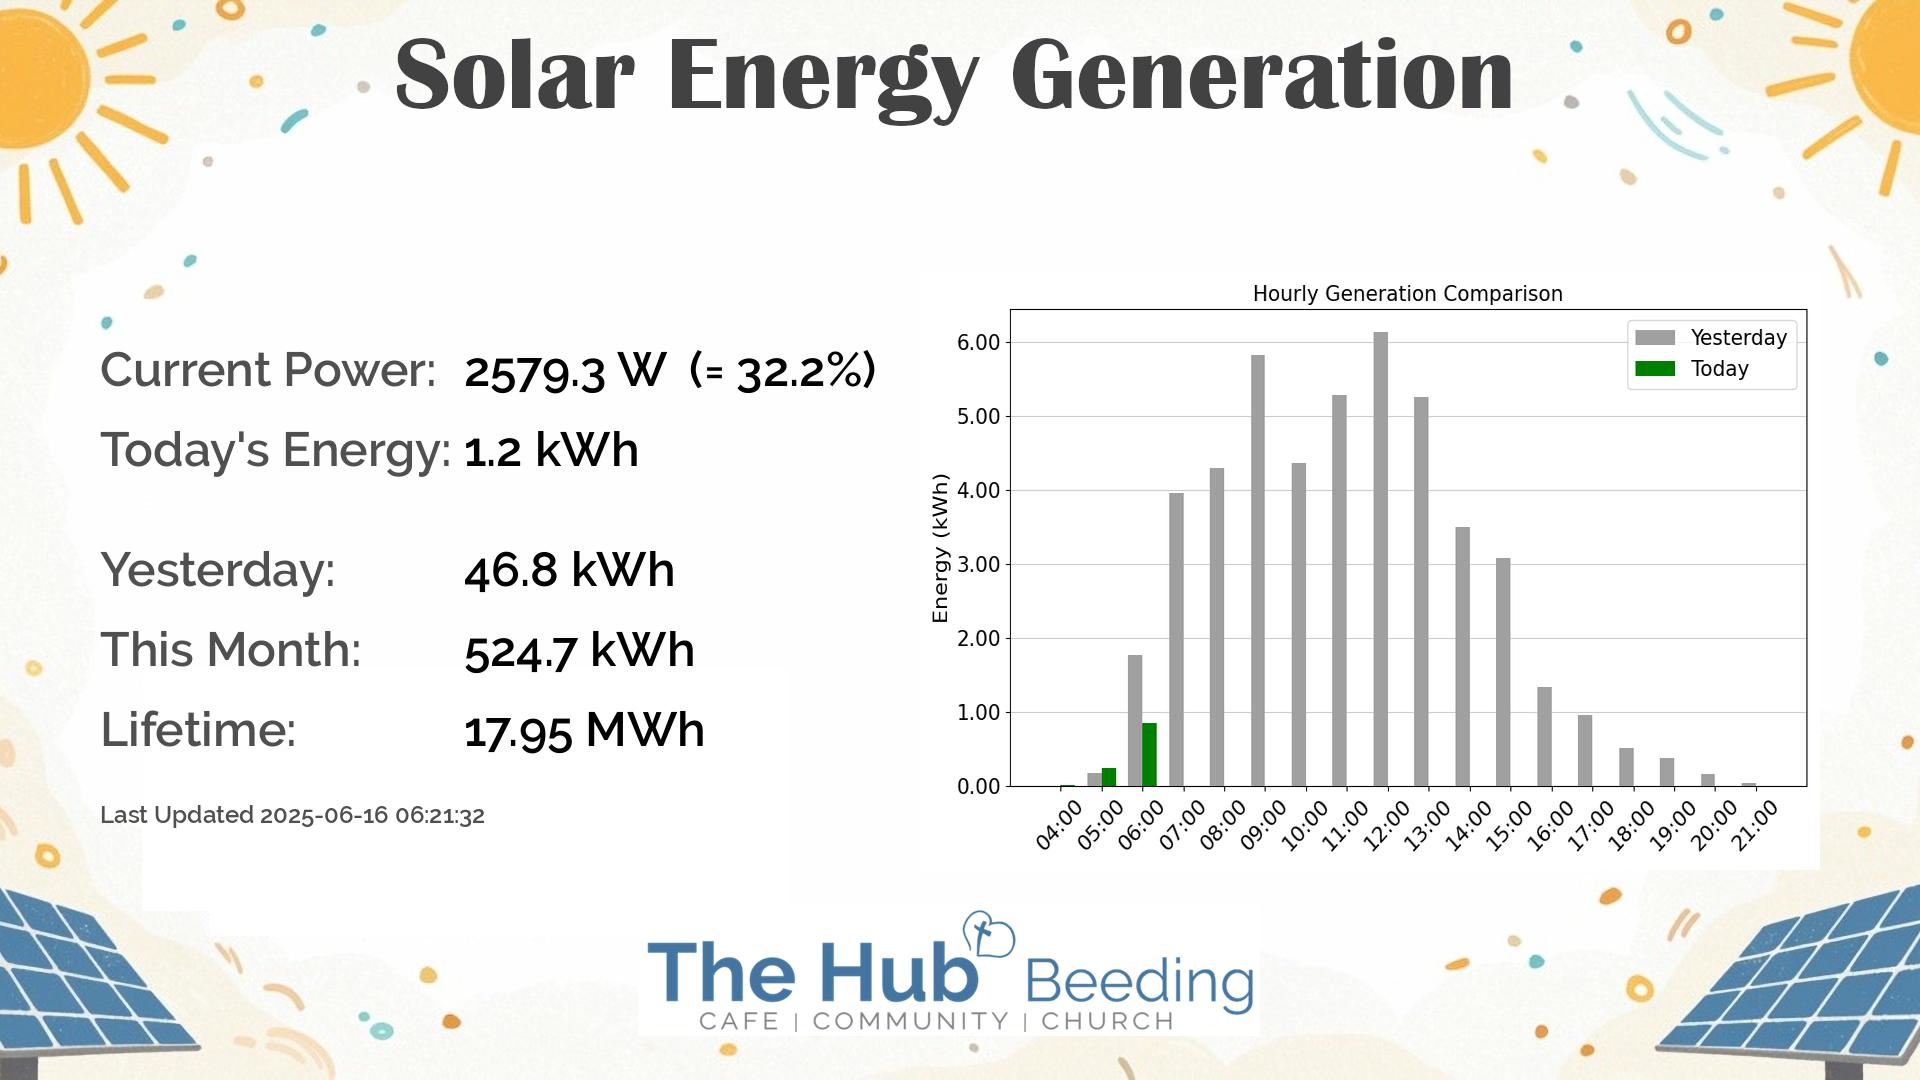 Solar Energy Generation
Current Power: 2579.3 W (= 32.2%)
Today's Energy: 1.2 kWh
Yesterday: 46.8 kWh
This Month: 524.7 kWh
Lifetime: 17.95 MWh
Last Updated 2025-06-16 06:21:32
Hourly Generation Comparison
Yesterday
Today
Energy (kWh)
6.00
5.00
4.00
3.00
2.00
1.00
0.00
04:00 05:00 06:00 07:00 08:00 09:00 10:00 11:00 12:00 13:00 14:00 15:00 16:00 17:00 18:00 19:00 20:00 21:00
The Hub Beeding
CAFE | COMMUNITY | CHURCH